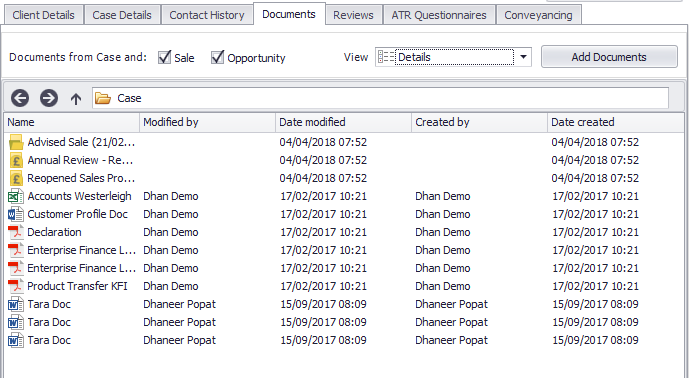 Client Details Case Details Contact History Documents Reviews ATR Questionnaires Conveyancing
Documents from Case and: Sale Opportunity View Details Add Documents
Case
Name Modified by Date modified Created by Date created
Advised Sale (21/02... 04/04/2018 07:52 04/04/2018 07:52
Annual Review - Re... 04/04/2018 07:52 04/04/2018 07:52
Reopened Sales Pro... 04/04/2018 07:52 04/04/2018 07:52
Accounts Westerleigh Dhan Demo 17/02/2017 10:21 Dhan Demo 17/02/2017 10:21
Customer Profile Doc Dhan Demo 17/02/2017 10:21 Dhan Demo 17/02/2017 10:21
Declaration Dhan Demo 17/02/2017 10:21 Dhan Demo 17/02/2017 10:21
Enterprise Finance L... Dhan Demo 17/02/2017 10:21 Dhan Demo 17/02/2017 10:21
Enterprise Finance L... Dhan Demo 17/02/2017 10:21 Dhan Demo 17/02/2017 10:21
Product Transfer KFI Dhan Demo 17/02/2017 10:21 Dhan Demo 17/02/2017 10:21
Tara Doc Dhaneer Popat 15/09/2017 08:09 Dhaneer Popat 15/09/2017 08:09
Tara Doc Dhaneer Popat 15/09/2017 08:09 Dhaneer Popat 15/09/2017 08:09
Tara Doc Dhaneer Popat 15/09/2017 08:09 Dhaneer Popat 15/09/2017 08:09